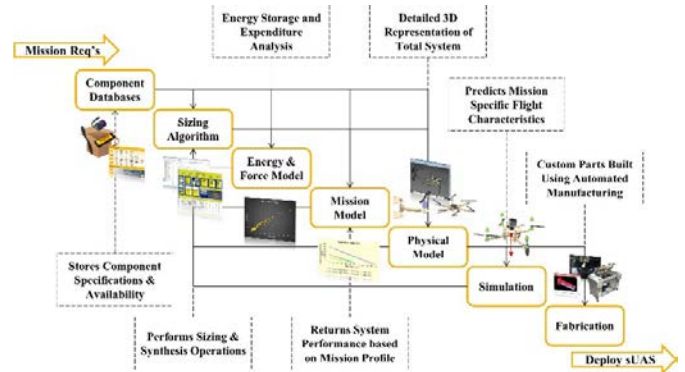 Energy Storage and
Expenditure
Analysis
Detailed 3D
Representation of
Total System
Mission Req's
Component
Databases
Predicts Mission
Specific Flight
Characteristics
Sizing
Algorithm
Energy &
Force Model
Custom Parts Built
Using Automated
Manufacturing
Mission
Model
Physical
Model
Stores Component
Specifications &
Availability
Simulation
Performs Sizing &
Synthesis Operations
Returns System
Performance based
on Mission Profile
Fabrication
Deploy sUAS